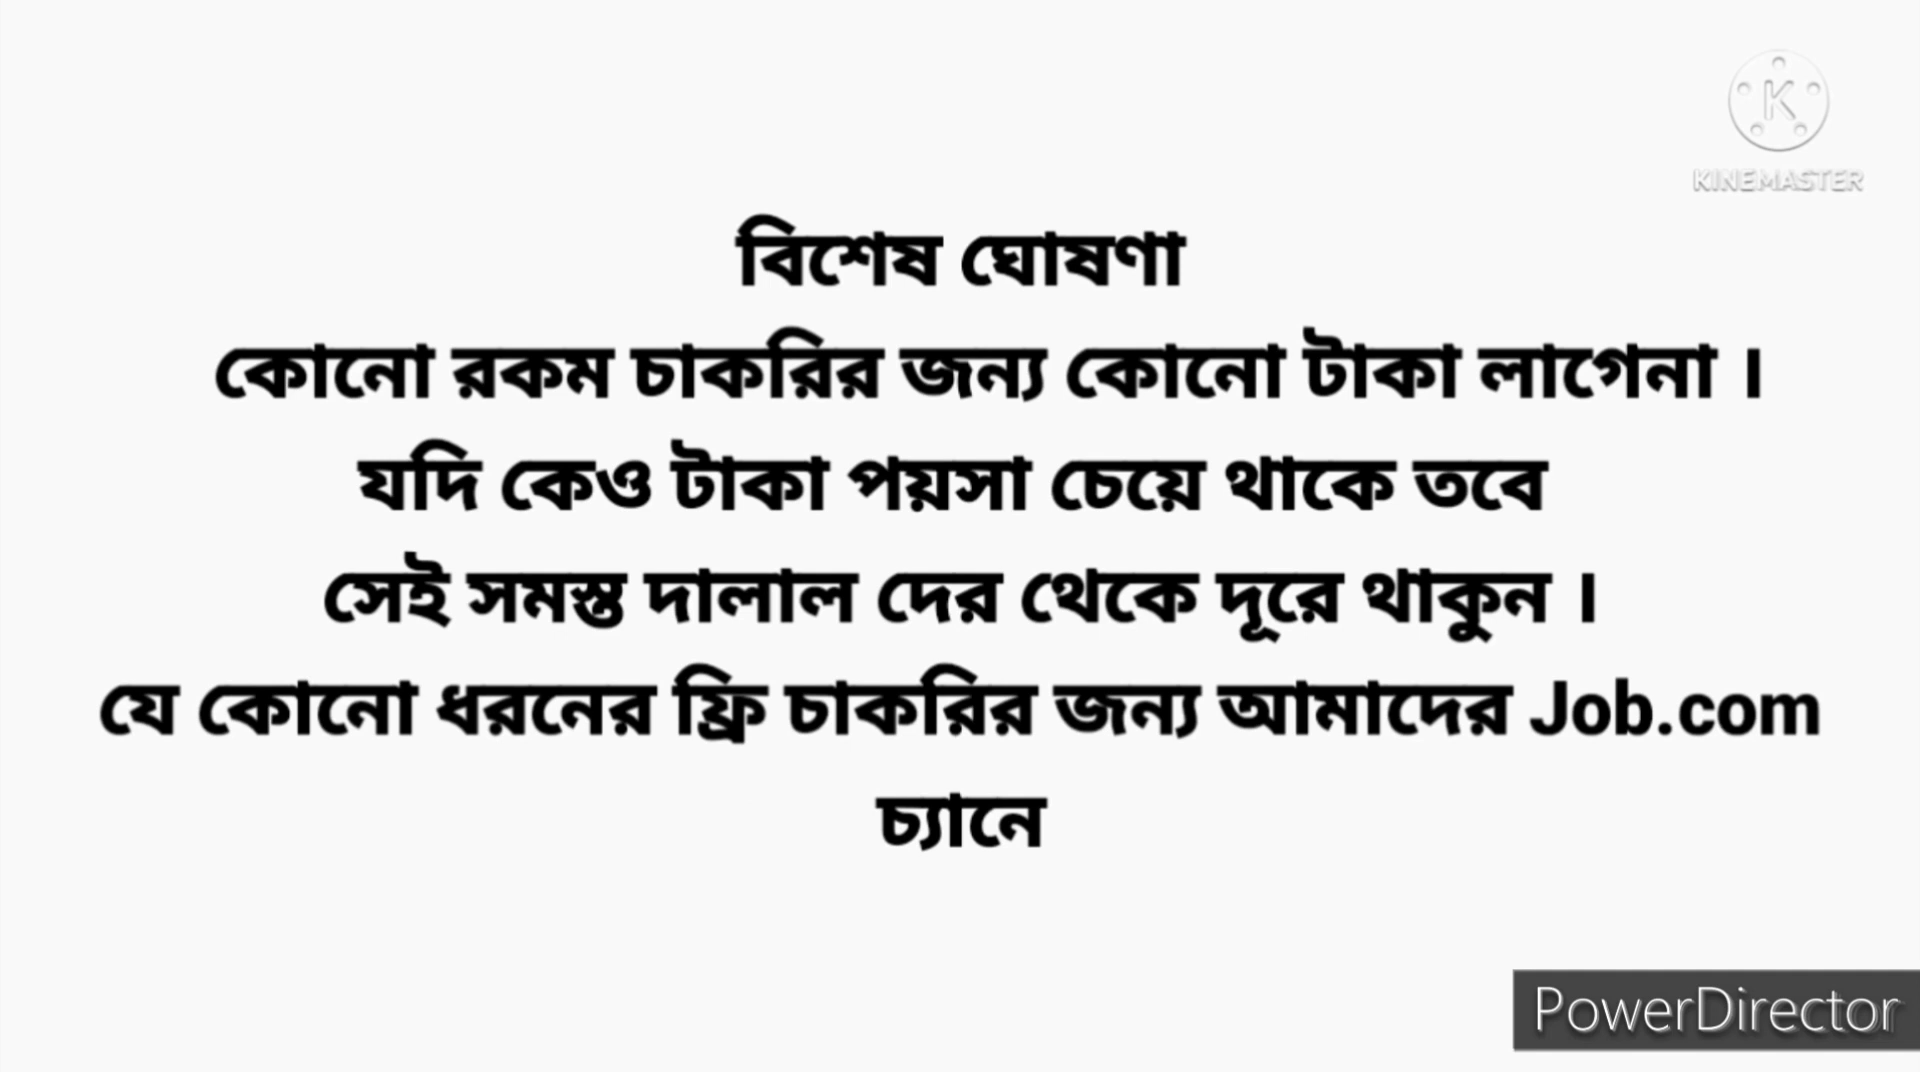 KINEMASTER
বিশেষ ঘোষণা
কোনো রকম চাকরির জন্য কোনো টাকা লাগেনা ।
যদি কেও টাকা পয়সা চেয়ে থাকে তবে
সেই সমস্ত দালাল দের থেকে দূরে থাকুন ।
যে কোনো ধরনের ফ্রি চাকরির জন্য আমাদের Job.com
চ্যানে
PowerDirector